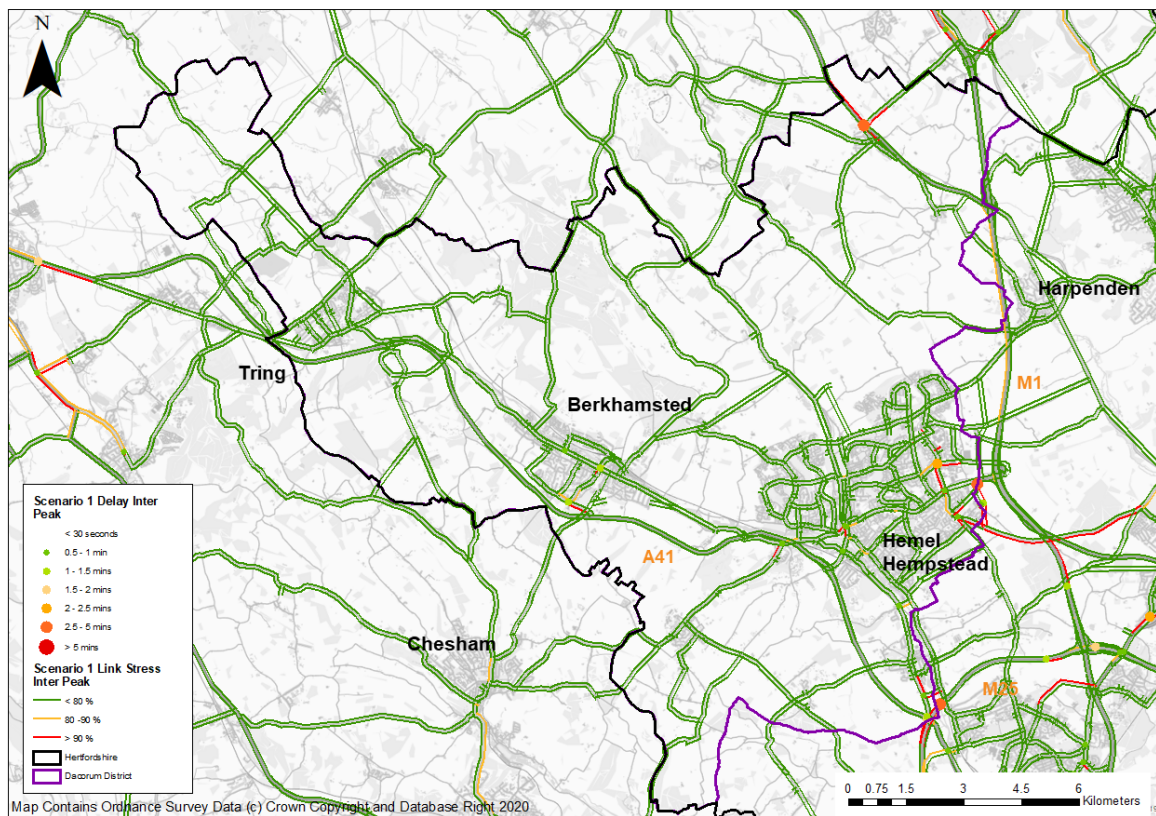 N
Harpenden
Tring
M1
Berkhamsted
Hemel
Hempstead
A41
Chesham
M25
Scenario 1 Delay Inter
Peak
< 30 seconds
0.5 - 1 min
1 - 1.5 mins
1.5 - 2 mins
2 - 2.5 mins
2.5 - 5 mins
> 5 mins
Scenario 1 Link Stress
Inter Peak
< 80 %
80 -90 %
> 90 %
Hertfordshire
Dacorum District
0 0.75 1.5 3 4.5 6
Kilometers
Map Contains Ordnance Survey Data (c) Crown Copyright and Database Right 2020